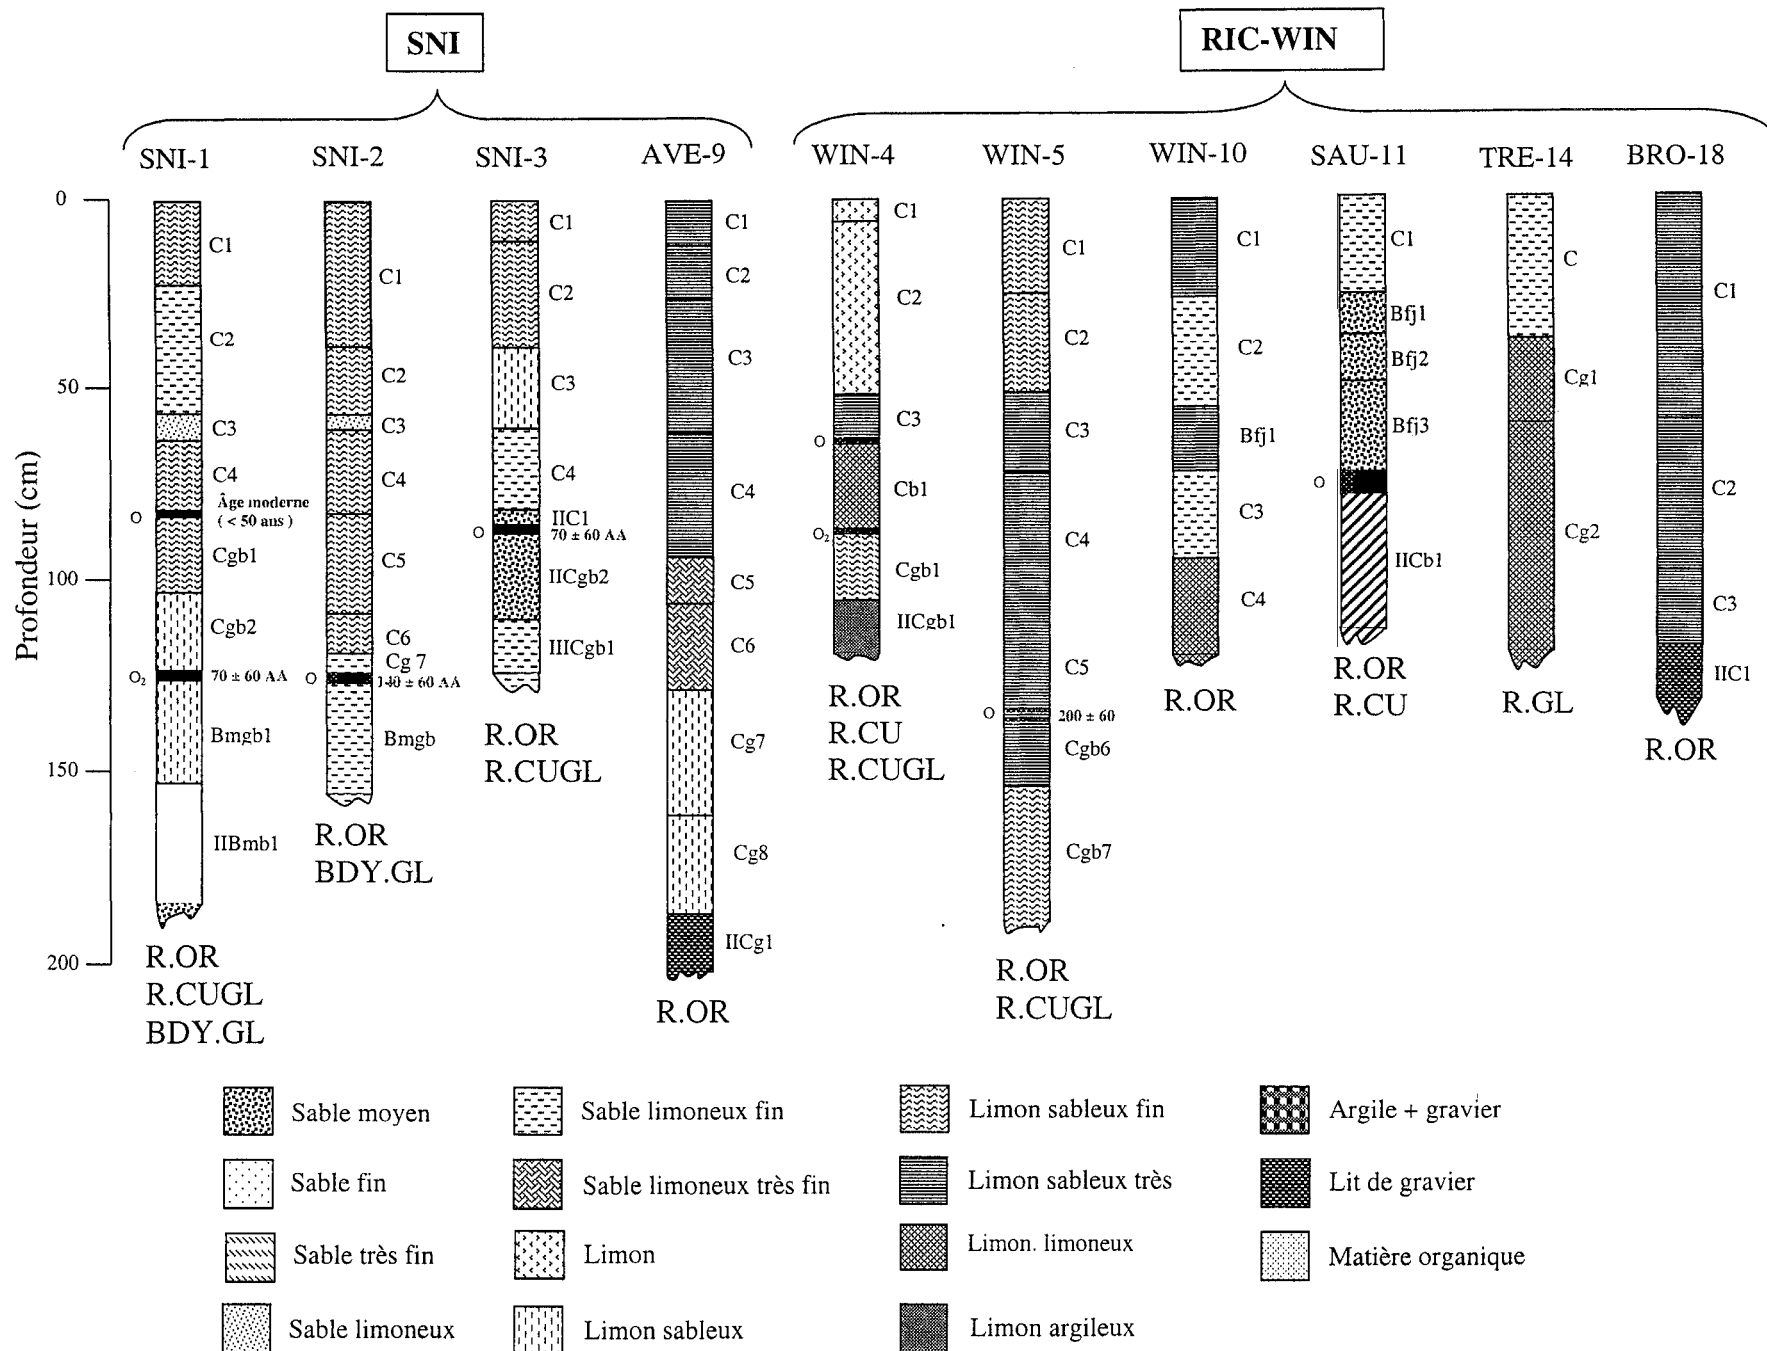 SNI
RIC-WIN
SNI-1
SNI-2
SNI-3
AVE-9
WIN-4
WIN-5
WIN-10
SAU-11
TRE-14
BRO-18
Profondeur (cm)
0
50
100
150
200
C1
C2
C3
C4
Âge moderne
( < 50 ans )
O
Cgb1
Cgb2
O₂
70 ± 60 AA
Bmgb1
IIBmb1
R.OR
R.CUGL
BDY.GL
C1
C2
C3
C4
C5
C6
Cg 7
O
140 ± 60 AA
Bmgb
R.OR
BDY.GL
C1
C2
C3
C4
IIC1
O
70 ± 60 AA
IICgb2
IIICgb1
R.OR
R.CUGL
C1
C2
C3
C4
C5
C6
Cg7
Cg8
IICg1
R.OR
C1
C2
C3
O
Cb1
O₂
Cgb1
IICgb1
R.OR
R.CU
R.CUGL
C1
C2
C3
C4
C5
O
200 ± 60
Cgb6
Cgb7
R.OR
R.CUGL
C1
C2
Bfj1
C3
C4
R.OR
C1
Bfj1
Bfj2
Bfj3
O
IICb1
R.OR
R.CU
C
Cg1
Cg2
R.GL
C1
C2
C3
IIC1
R.OR
Sable moyen
Sable limoneux fin
Limon sableux fin
Argile + gravier
Sable fin
Sable limoneux très fin
Limon sableux très
Lit de gravier
Sable très fin
Limon
Limon. limoneux
Matière organique
Sable limoneux
Limon sableux
Limon argileux